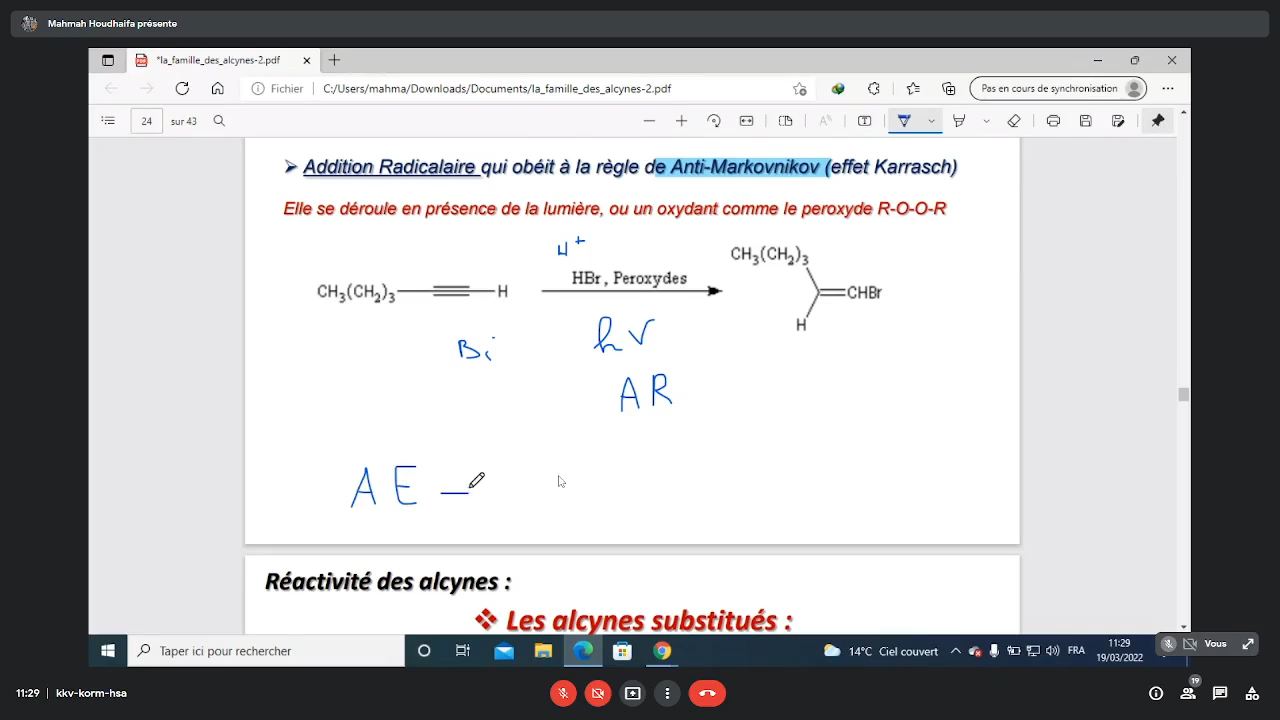 Mahmah Houdhaifa présente
*la_famille_des_alcynes-2.pdf
Fichier
C:/Users/mahma/Downloads/Documents/la_famille_des_alcynes-2.pdf
Pas en cours de synchronisation
24 sur 43
➢ Addition Radicalaire qui obéit à la règle de Anti-Markovnikov (effet Karrasch)
Elle se déroule en présence de la lumière, ou un oxydant comme le peroxyde R-O-O-R
H+
CH3(CH2)3
HBr, Peroxydes
CH3(CH2)3 H
CHBr
H
Bi
hν
AR
AE —
Réactivité des alcynes :
❖ Les alcynes substitués :
Taper ici pour rechercher
14°C Ciel couvert
FRA
11:29
19/03/2022
Vous
11:29 kkv-korm-hsa
19